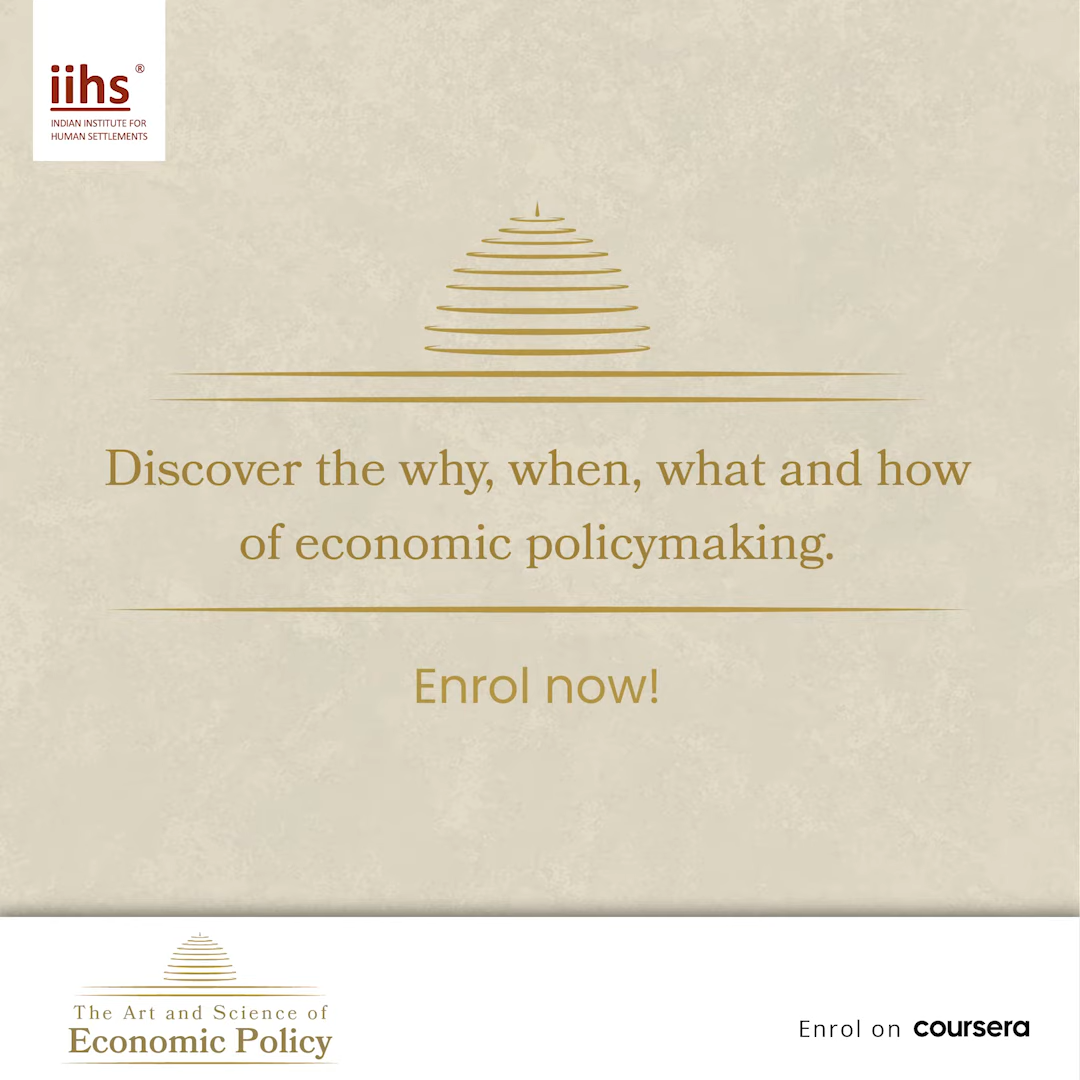 iihs®
INDIAN INSTITUTE FOR
HUMAN SETTLEMENTS
Discover the why, when, what and how
of economic policymaking.
Enrol now!
The Art and Science of
Economic Policy
Enrol on coursera